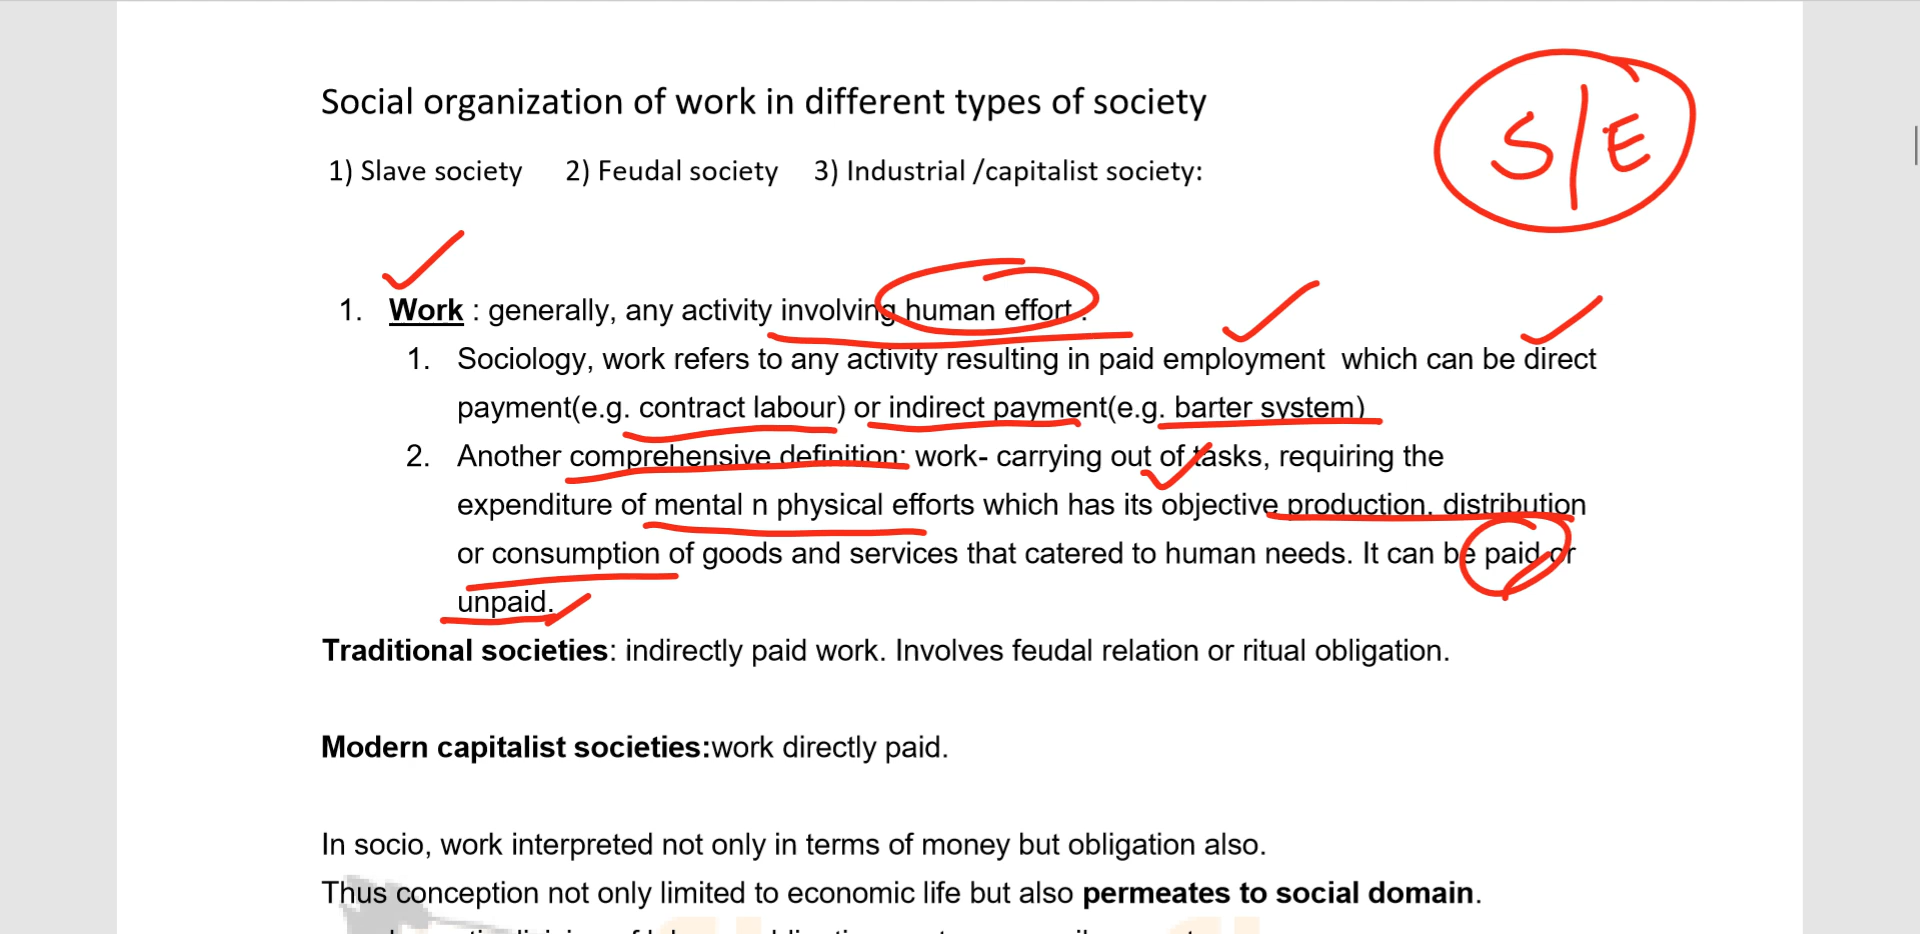 Social organization of work in different types of society
S/E
1) Slave society 2) Feudal society 3) Industrial /capitalist society:
1. Work : generally, any activity involving human effort .
1. Sociology, work refers to any activity resulting in paid employment which can be direct
payment(e.g. contract labour) or indirect payment(e.g. barter system)
2. Another comprehensive definition: work- carrying out of tasks, requiring the
expenditure of mental n physical efforts which has its objective production, distribution
or consumption of goods and services that catered to human needs. It can be paid or
unpaid.
Traditional societies: indirectly paid work. Involves feudal relation or ritual obligation.
Modern capitalist societies:work directly paid.
In socio, work interpreted not only in terms of money but obligation also.
Thus conception not only limited to economic life but also permeates to social domain.